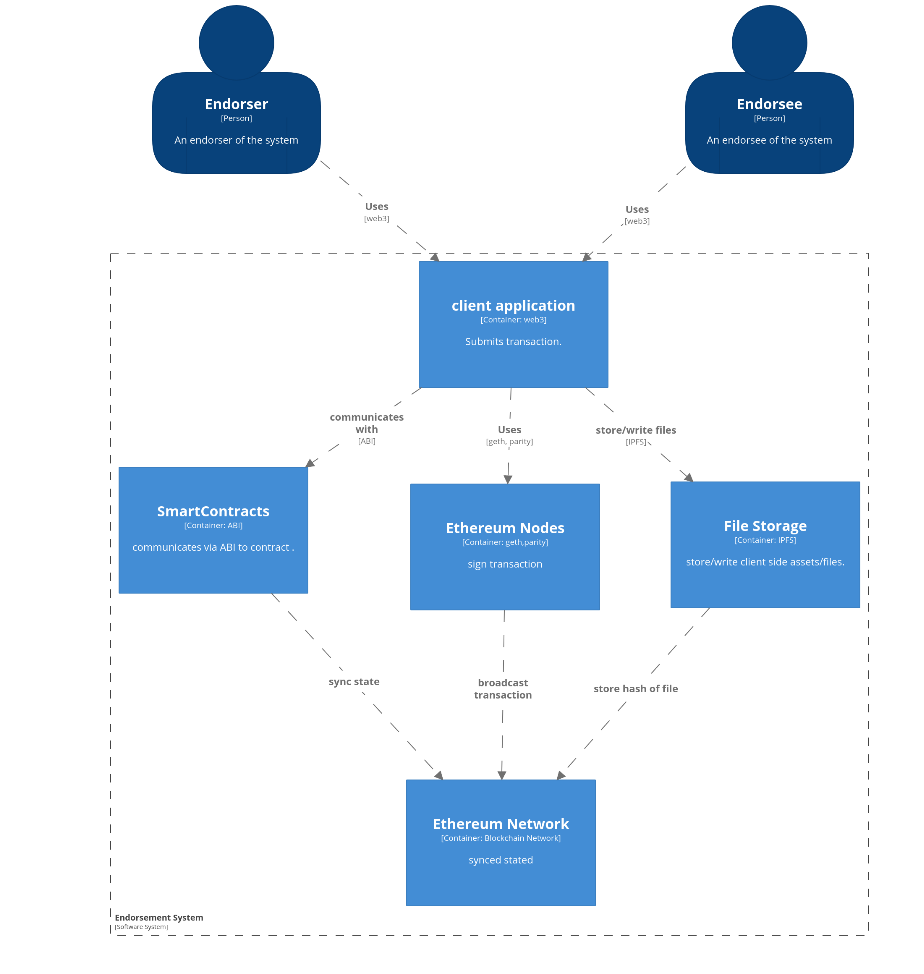 Endorser
[Person]
An endorser of the system
Endorsee
[Person]
An endorsee of the system
Uses
[web3]
Uses
[web3]
client application
[Container: web3]
Submits transaction.
communicates
with
[ABI]
Uses
[geth, parity]
store/write files
[IPFS]
SmartContracts
[Container: ABI]
communicates via ABI to contract .
Ethereum Nodes
[Container: geth,parity]
sign transaction
File Storage
[Container: IPFS]
store/write client side assets/files.
sync state
broadcast
transaction
store hash of file
Ethereum Network
[Container: Blockchain Network]
synced stated
Endorsement System
[Software System]